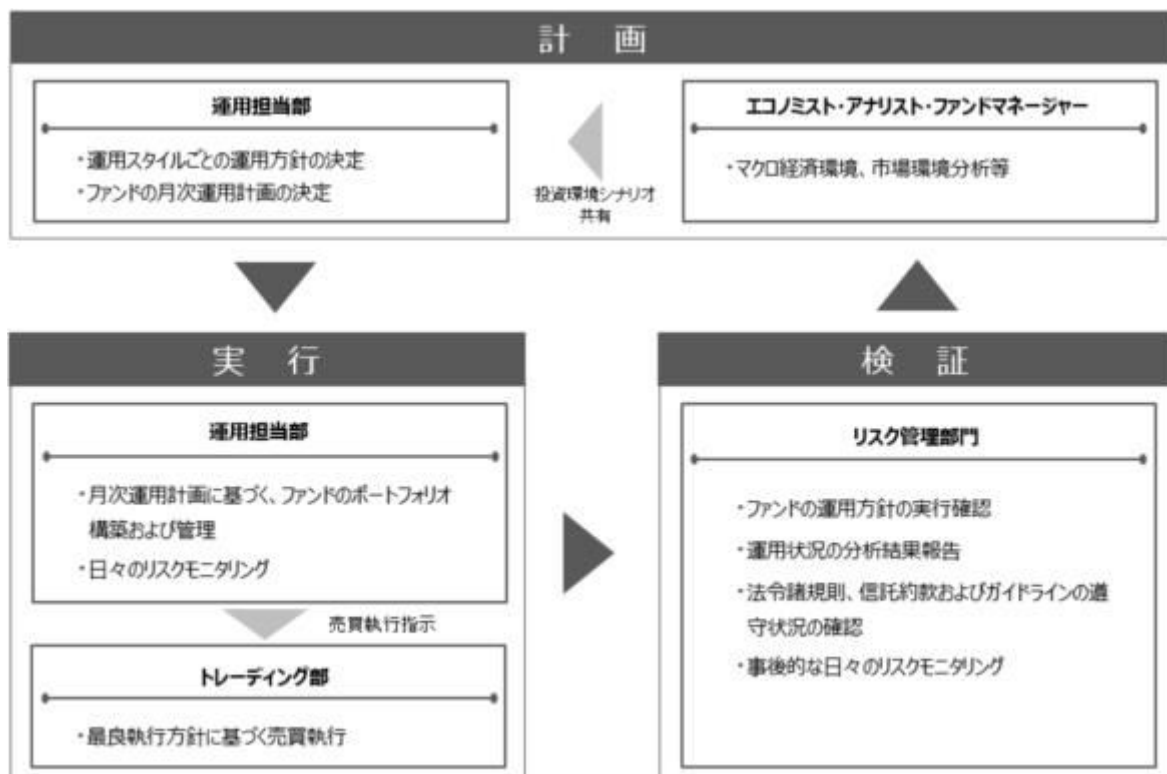 計 画
運用担当部
・運用スタイルごとの運用方針の決定
・ファンドの月次運用計画の決定
投資環境シナリオ
共有
エコノミスト・アナリスト・ファンドマネージャー
・マクロ経済環境、市場環境分析等
実 行
運用担当部
・月次運用計画に基づく、ファンドのポートフォリオ
構築および管理
・日々のリスクモニタリング
売買執行指示
トレーディング部
・最良執行方針に基づく売買執行
検 証
リスク管理部門
・ファンドの運用方針の実行確認
・運用状況の分析結果報告
・法令諸規則、信託約款およびガイドラインの遵
守状況の確認
・事後的な日々のリスクモニタリング